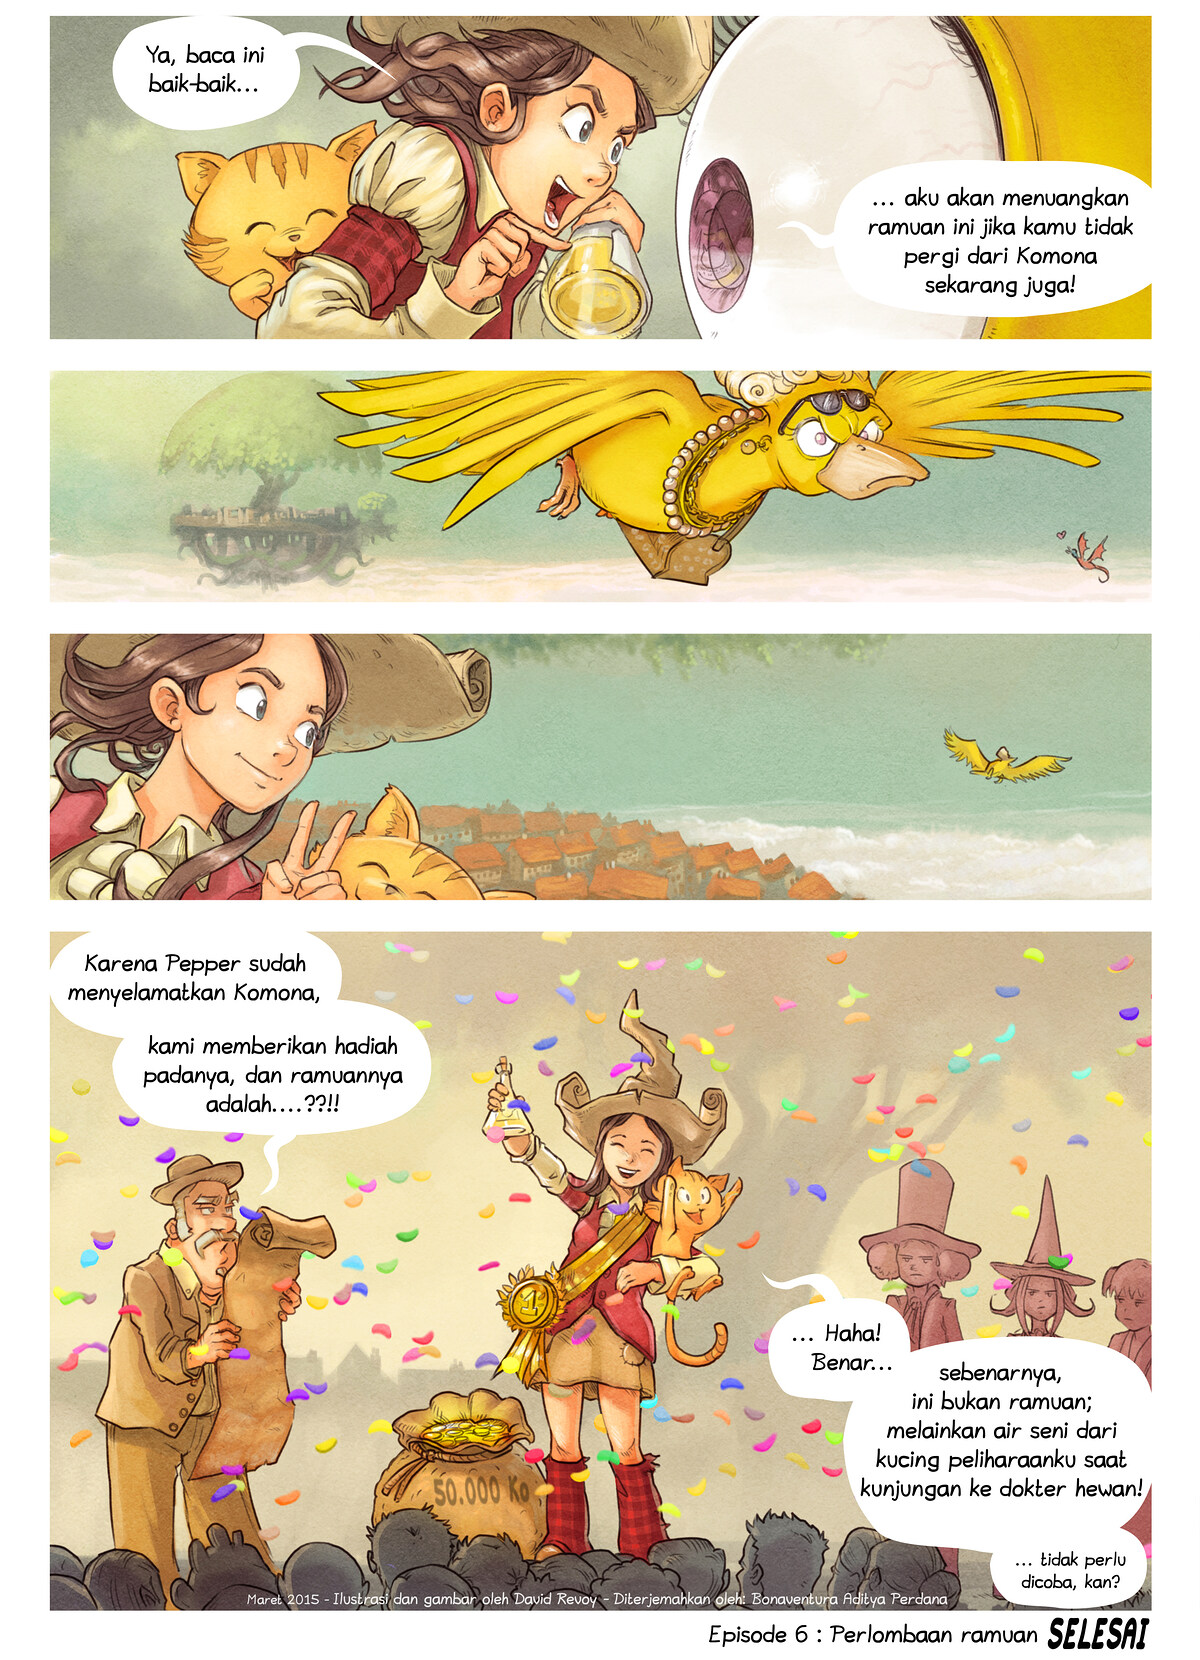 Ya, baca ini
baik-baik...
... aku akan menuangkan
ramuan ini jika kamu tidak
pergi dari Komona
sekarang juga!
Karena Pepper sudah
menyelamatkan Komona,
kami memberikan hadiah
padanya, dan ramuannya
adalah....??!!
1
50.000 Ko
... Haha!
Benar...
sebenarnya,
ini bukan ramuan;
melainkan air seni dari
kucing peliharaanku saat
kunjungan ke dokter hewan!
... tidak perlu
dicoba, kan?
Maret 2015 - Ilustrasi dan gambar oleh David Revoy - Diterjemahkan oleh: Bonaventura Aditya Perdana
Episode 6 : Perlombaan ramuan SELESAI